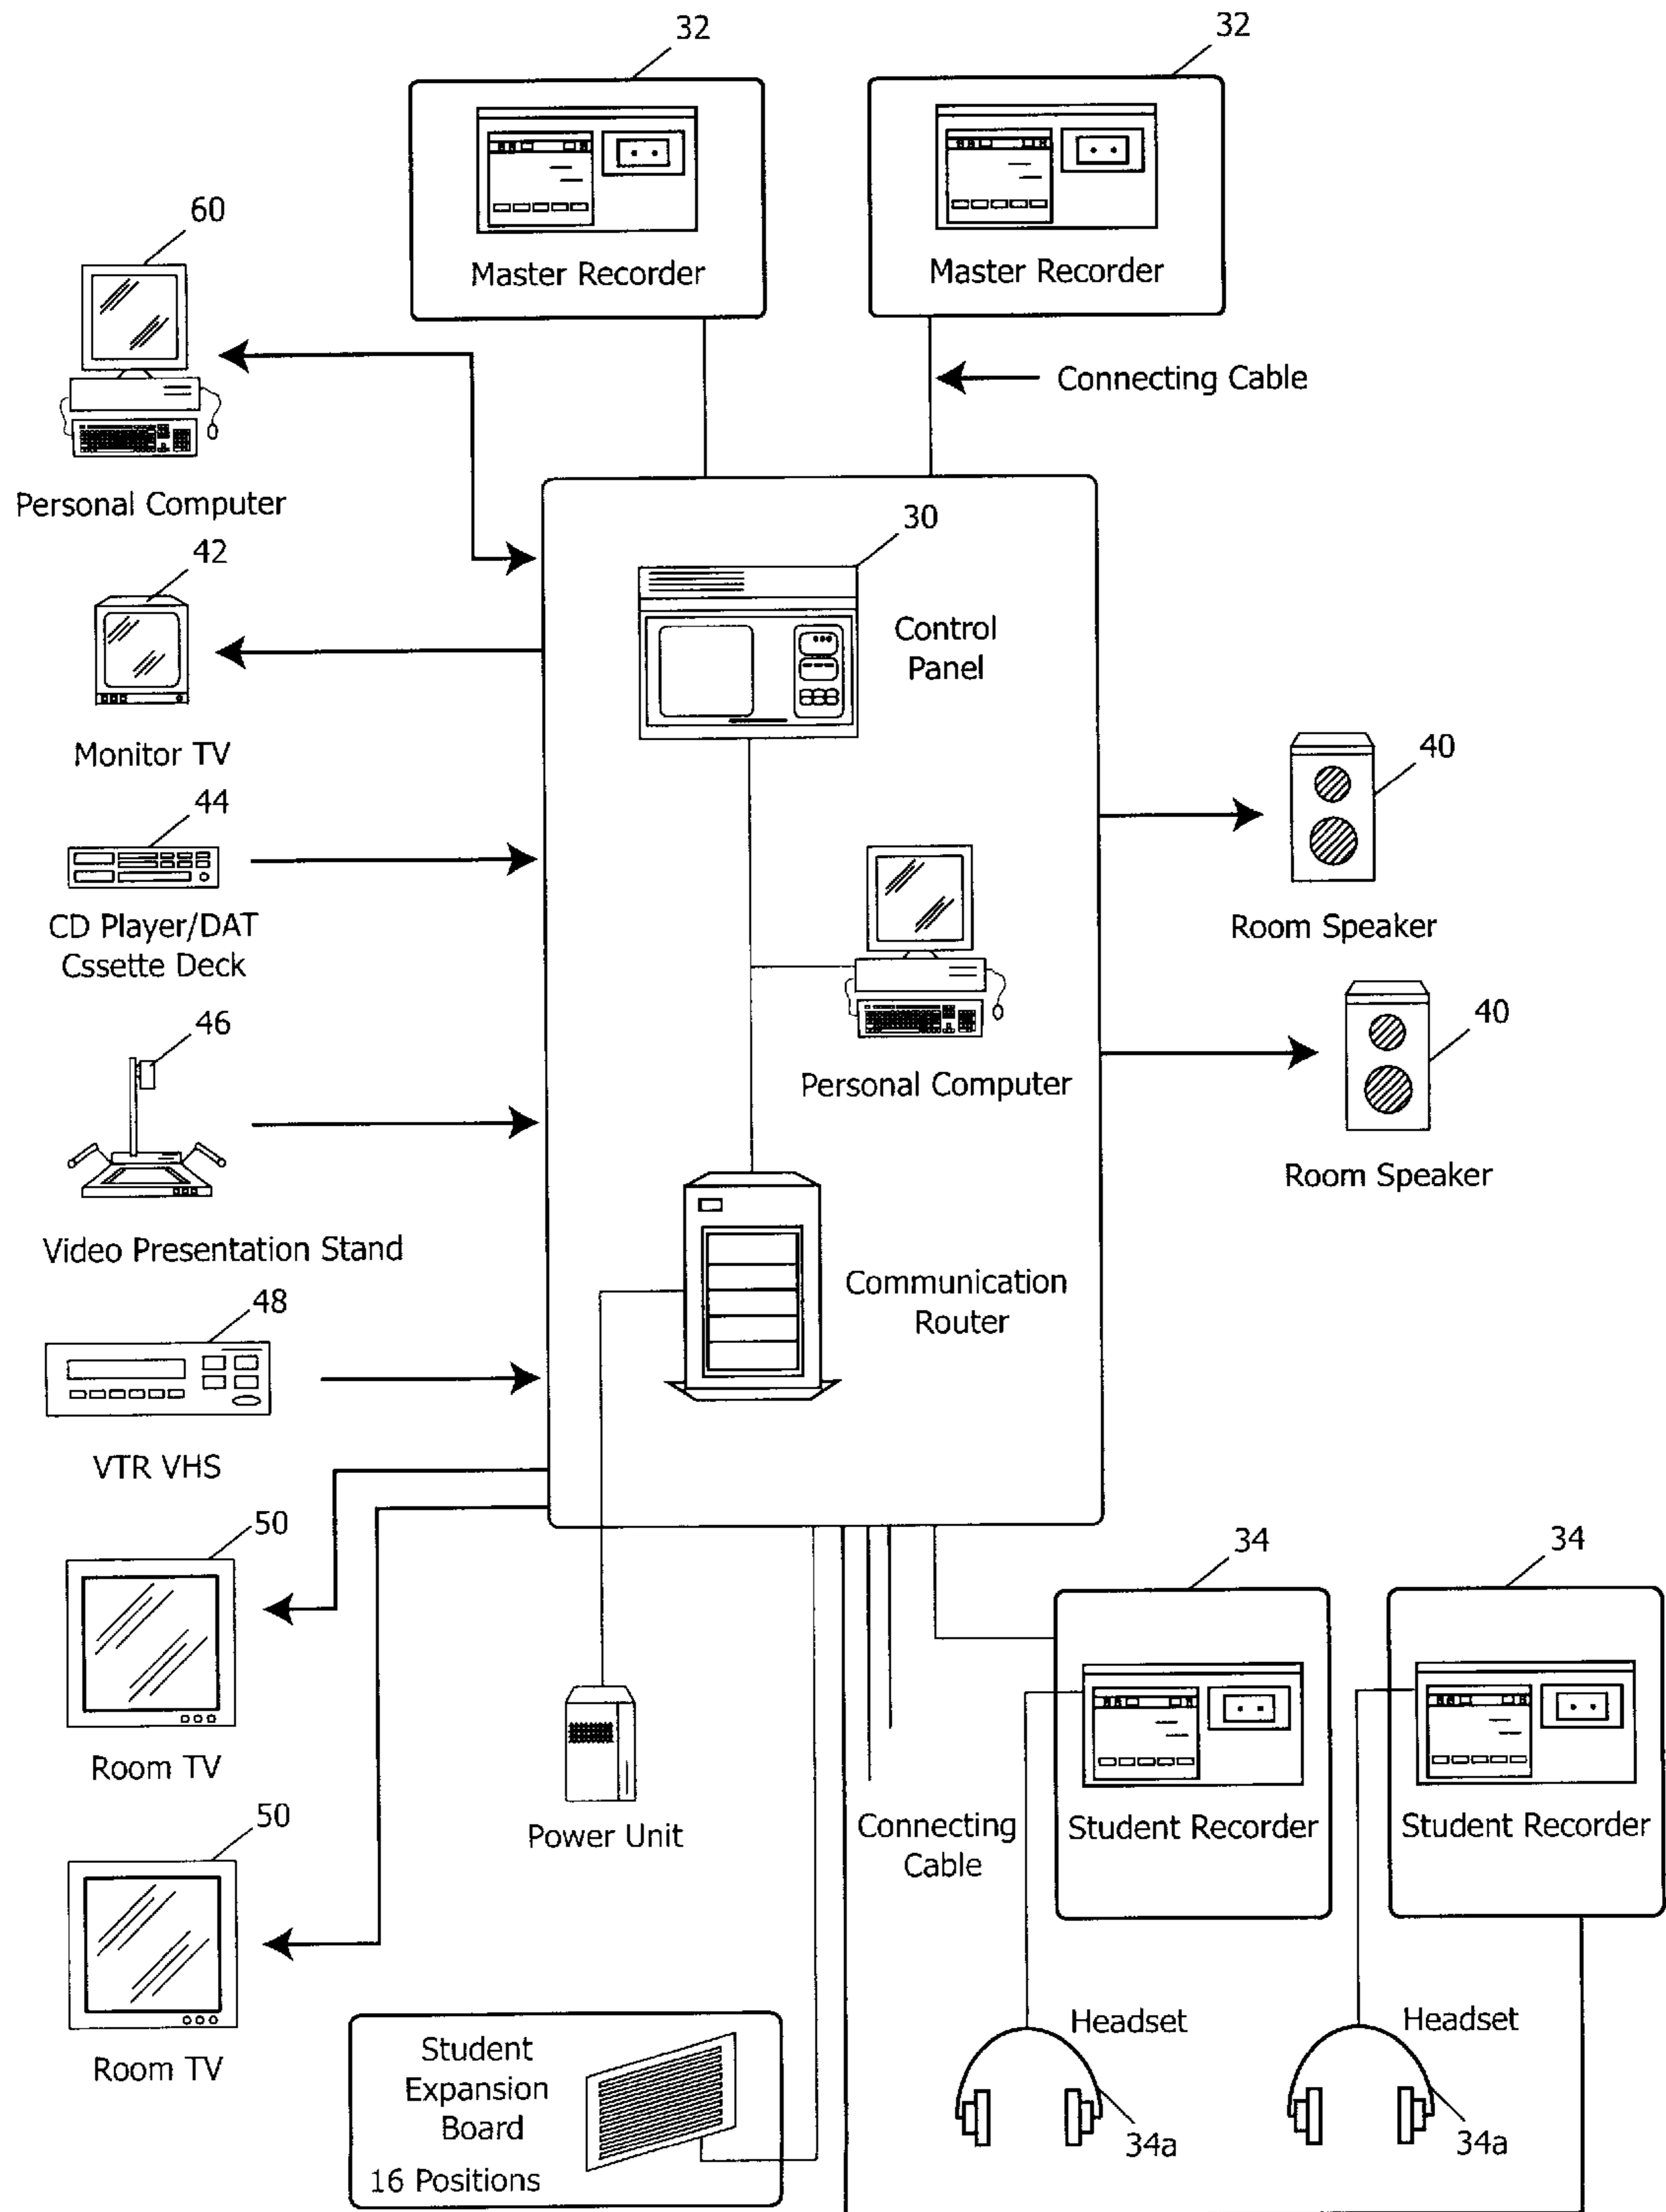 32
32
Master Recorder
Master Recorder
60
Connecting Cable
Personal Computer
30
42
Control
Panel
Monitor TV
40
44
CD Player/DAT
Cssette Deck
Room Speaker
46
40
Personal Computer
Room Speaker
Video Presentation Stand
Communication
Router
48
VTR VHS
50
34
34
Room TV
Power Unit
Connecting
Cable
Student Recorder
Student Recorder
50
Headset
Headset
Room TV
Student
Expansion
Board
16 Positions
34a
34a